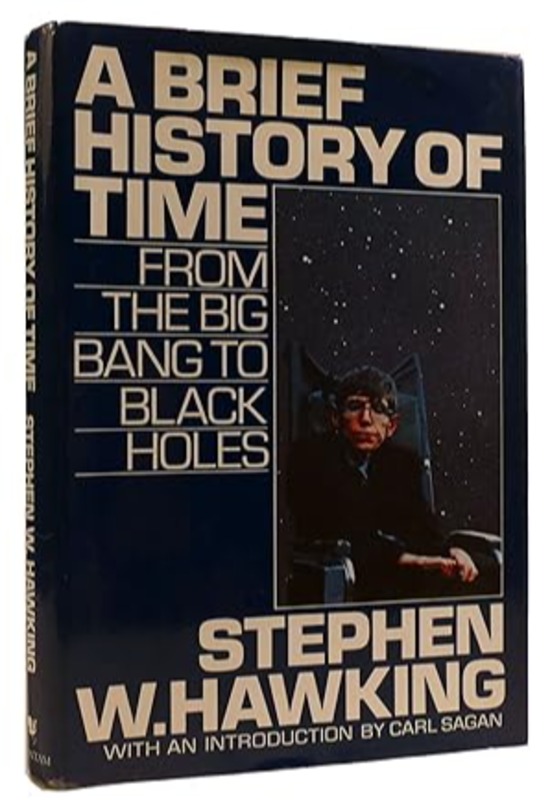 A BRIEF
HISTORY OF
TIME
FROM
THE BIG
BANG TO
BLACK
HOLES
STEPHEN
W. HAWKING
WITH AN INTRODUCTION BY CARL SAGAN
A BRIEF HISTORY OF TIME STEPHEN W. HAWKING